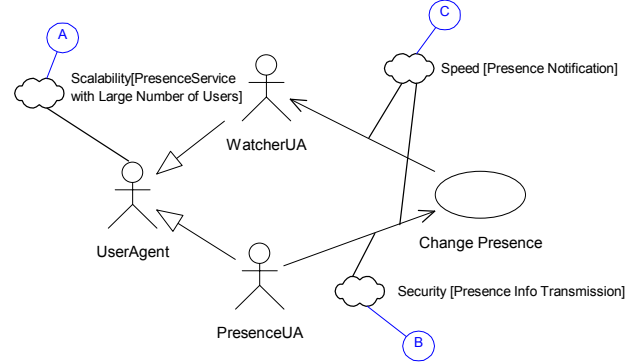 C
A
Scalability[PresenceService
with Large Number of Users]
Speed [Presence Notification]
WatcherUA
UserAgent
Change Presence
Security [Presence Info Transmission]
PresenceUA
B